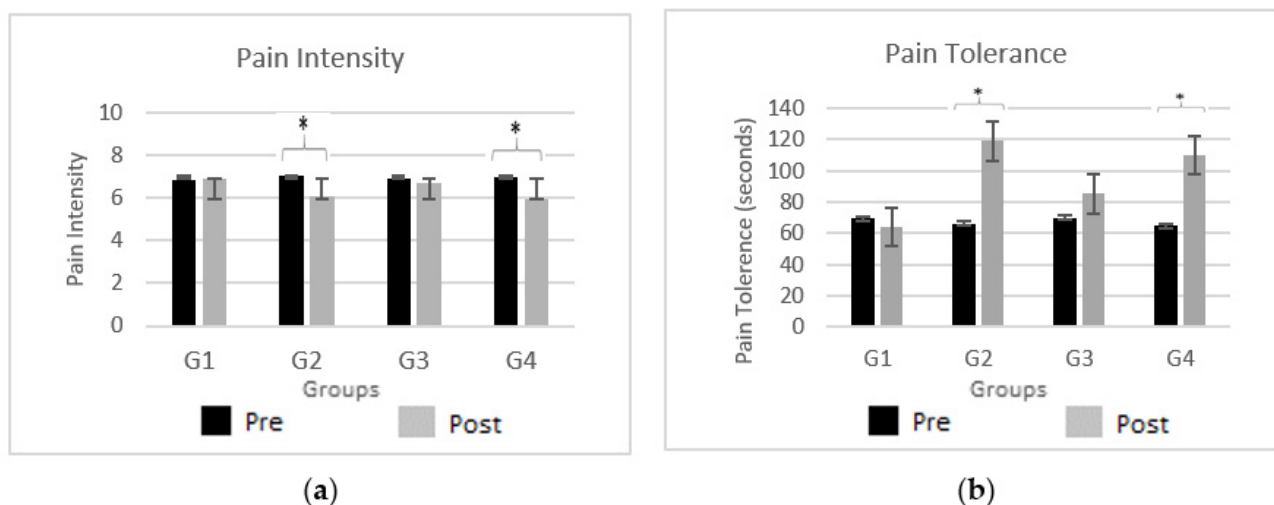 Pain Intensity
Pain Intensity
10
8
6
4
2
0
*
*
G1 G2 G3 G4
Groups
Pre Post
(a)
Pain Tolerance
Pain Tolerence (seconds)
140
120
100
80
60
40
20
0
*
*
G1 G2 G3 G4
Groups
Pre Post
(b)